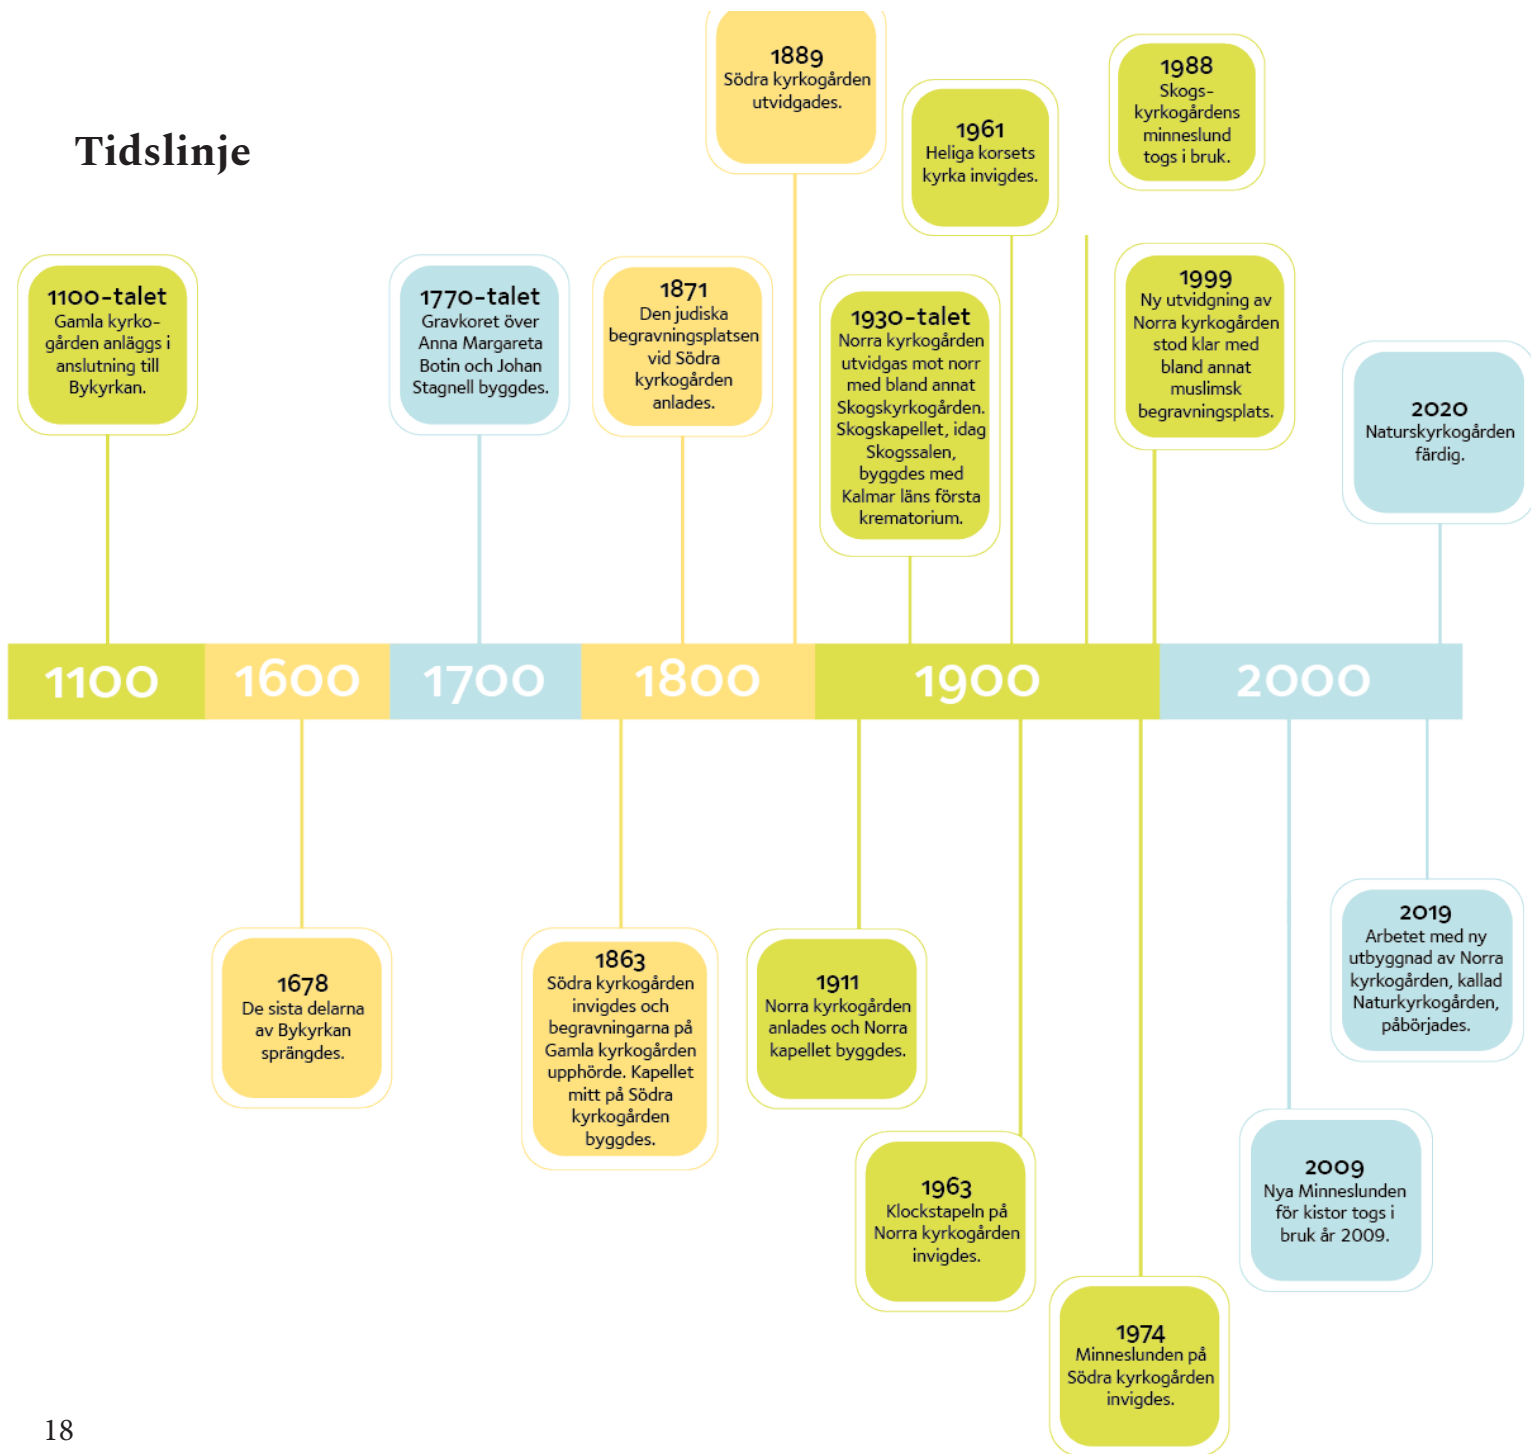 Tidslinje
1889
Södra kyrkogården
utvidgades.
1961
Heliga korsets
kyrka invigdes.
1988
Skogs-
kyrkogårdens
minneslund
togs i bruk.
1100-talet
Gamla kyrko-
gården anläggs i
anslutning till
Bykyrkan.
1770-talet
Gravkoret över
Anna Margareta
Botin och Johan
Stagnell byggdes.
1871
Den judiska
begravningsplatsen
vid Södra
kyrkogården
anlades.
1930-talet
Norra kyrkogården
utvidgas mot norr
med bland annat
Skogskyrkogården.
Skogskapellet, idag
Skogssalen,
byggdes med
Kalmar läns första
krematorium.
1999
Ny utvidgning av
Norra kyrkogården
stod klar med
bland annat
muslimsk
begravningsplats.
2020
Naturskyrkogården
färdig.
1100
1600
1700
1800
1900
2000
1678
De sista delarna
av Bykyrkan
sprängdes.
1863
Södra kyrkogården
invigdes och
begravningarna på
Gamla kyrkogården
upphörde. Kapellet
mitt på Södra
kyrkogården
byggdes.
1911
Norra kyrkogården
anlades och Norra
kapellet byggdes.
1963
Klockstapeln på
Norra kyrkogården
invigdes.
1974
Minneslunden på
Södra kyrkogården
invigdes.
2009
Nya Minneslunden
för kistor togs i
bruk år 2009.
2019
Arbetet med ny
utbyggnad av Norra
kyrkogården, kallad
Naturkyrkogården,
påbörjades.
18